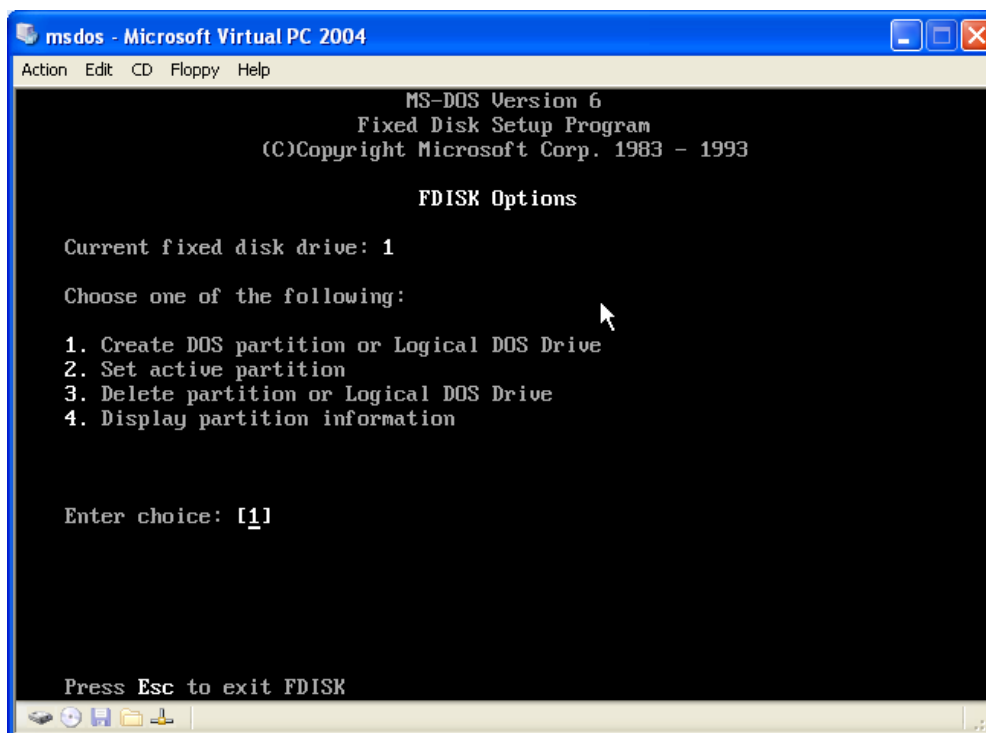 msdos - Microsoft Virtual PC 2004
Action Edit CD Floppy Help
MS-DOS Version 6
Fixed Disk Setup Program
(C)Copyright Microsoft Corp. 1983 - 1993
FDISK Options
Current fixed disk drive: 1
Choose one of the following:
1. Create DOS partition or Logical DOS Drive
2. Set active partition
3. Delete partition or Logical DOS Drive
4. Display partition information
Enter choice: [1]
Press Esc to exit FDISK